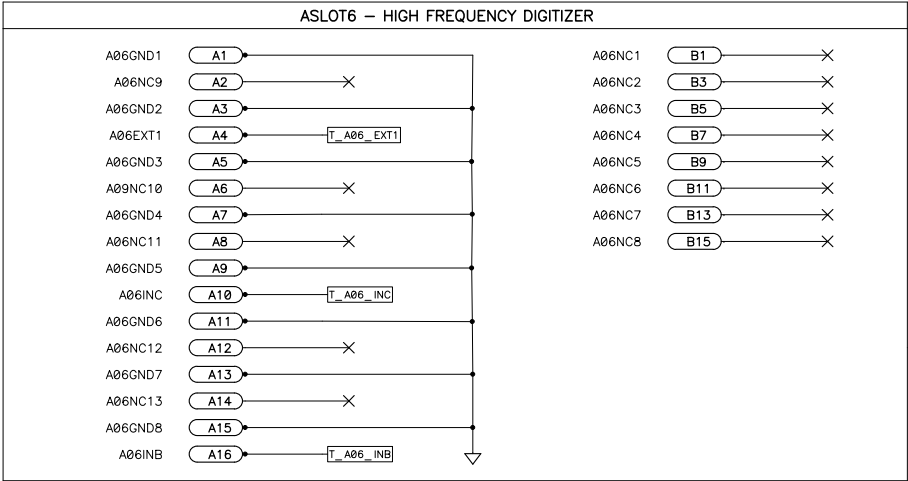 ASLOT6 – HIGH FREQUENCY DIGITIZER
A06GND1 A1 A06NC1 B1
A06NC9 A2 A06NC2 B3
A06GND2 A3 A06NC3 B5
A06EXT1 A4 T_A06_EXT1 A06NC4 B7
A06GND3 A5 A06NC5 B9
A09NC10 A6 A06NC6 B11
A06GND4 A7 A06NC7 B13
A06NC11 A8 A06NC8 B15
A06GND5 A9
A06INC A10 T_A06_INC
A06GND6 A11
A06NC12 A12
A06GND7 A13
A06NC13 A14
A06GND8 A15
A06INB A16 T_A06_INB